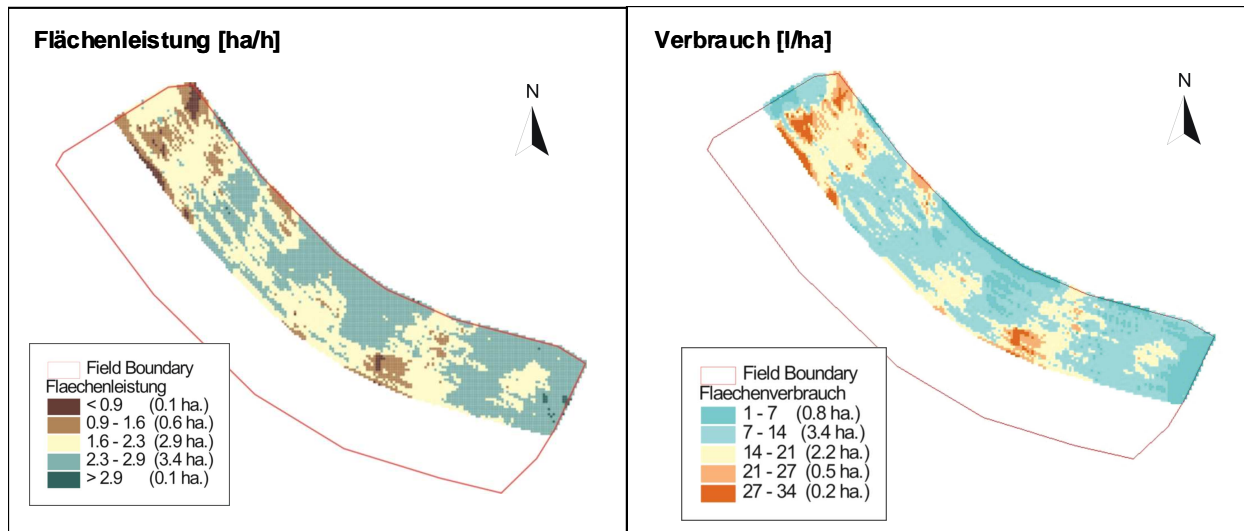 Flächenleistung [ha/h]
N
Field Boundary
Flaechenleistung
< 0.9 (0.1 ha.)
0.9 - 1.6 (0.6 ha.)
1.6 - 2.3 (2.9 ha.)
2.3 - 2.9 (3.4 ha.)
> 2.9 (0.1 ha.)
Verbrauch [l/ha]
N
Field Boundary
Flaechenverbrauch
1 - 7 (0.8 ha.)
7 - 14 (3.4 ha.)
14 - 21 (2.2 ha.)
21 - 27 (0.5 ha.)
27 - 34 (0.2 ha.)